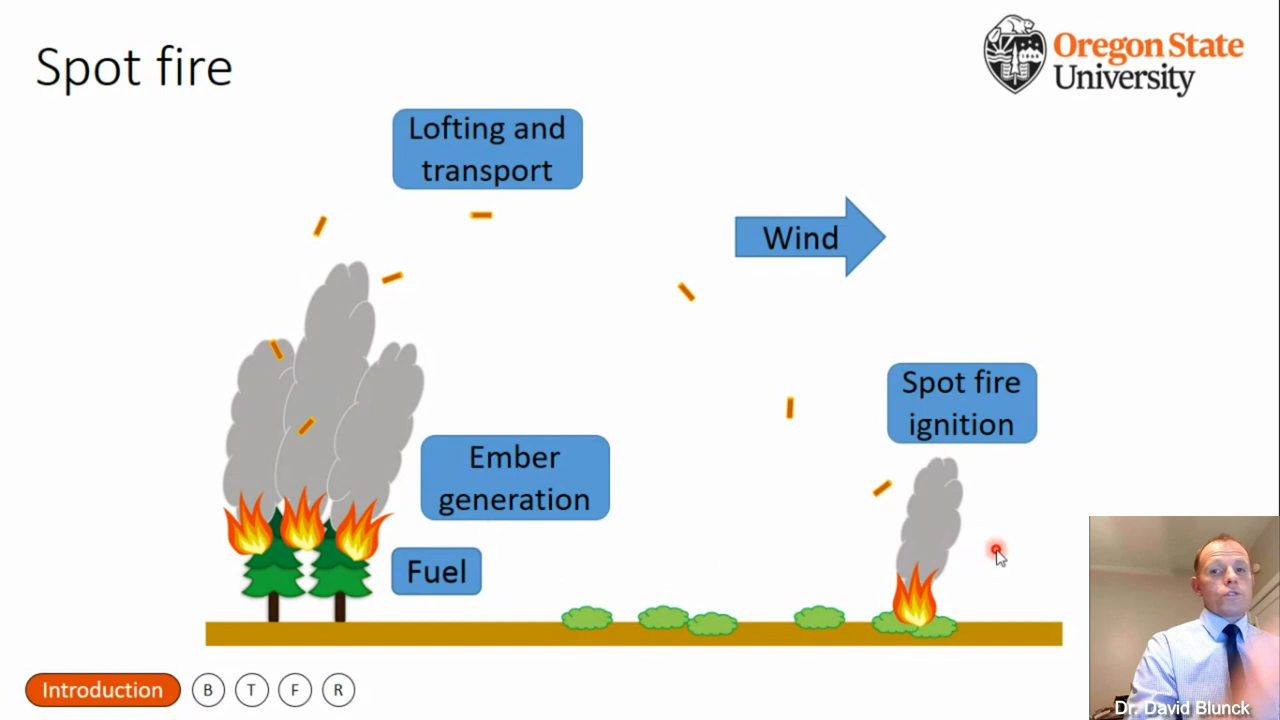 Spot fire
Oregon State
University
Lofting and
transport
Wind
Spot fire
ignition
Ember
generation
Fuel
Introduction
B
T
F
R
Dr. David Blunck